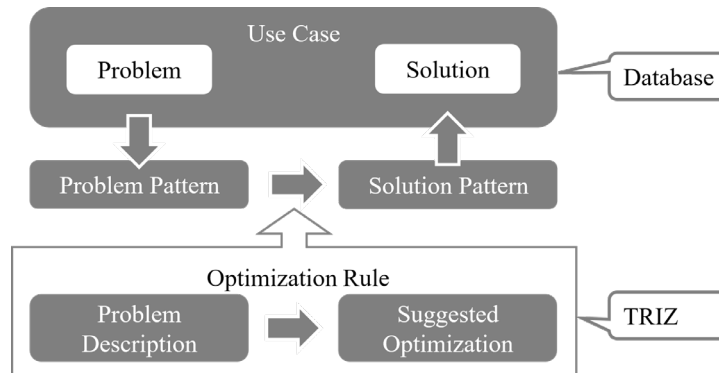 Use Case
Problem
Solution
Database
Problem Pattern
Solution Pattern
Optimization Rule
Problem
Description
Suggested
Optimization
TRIZ